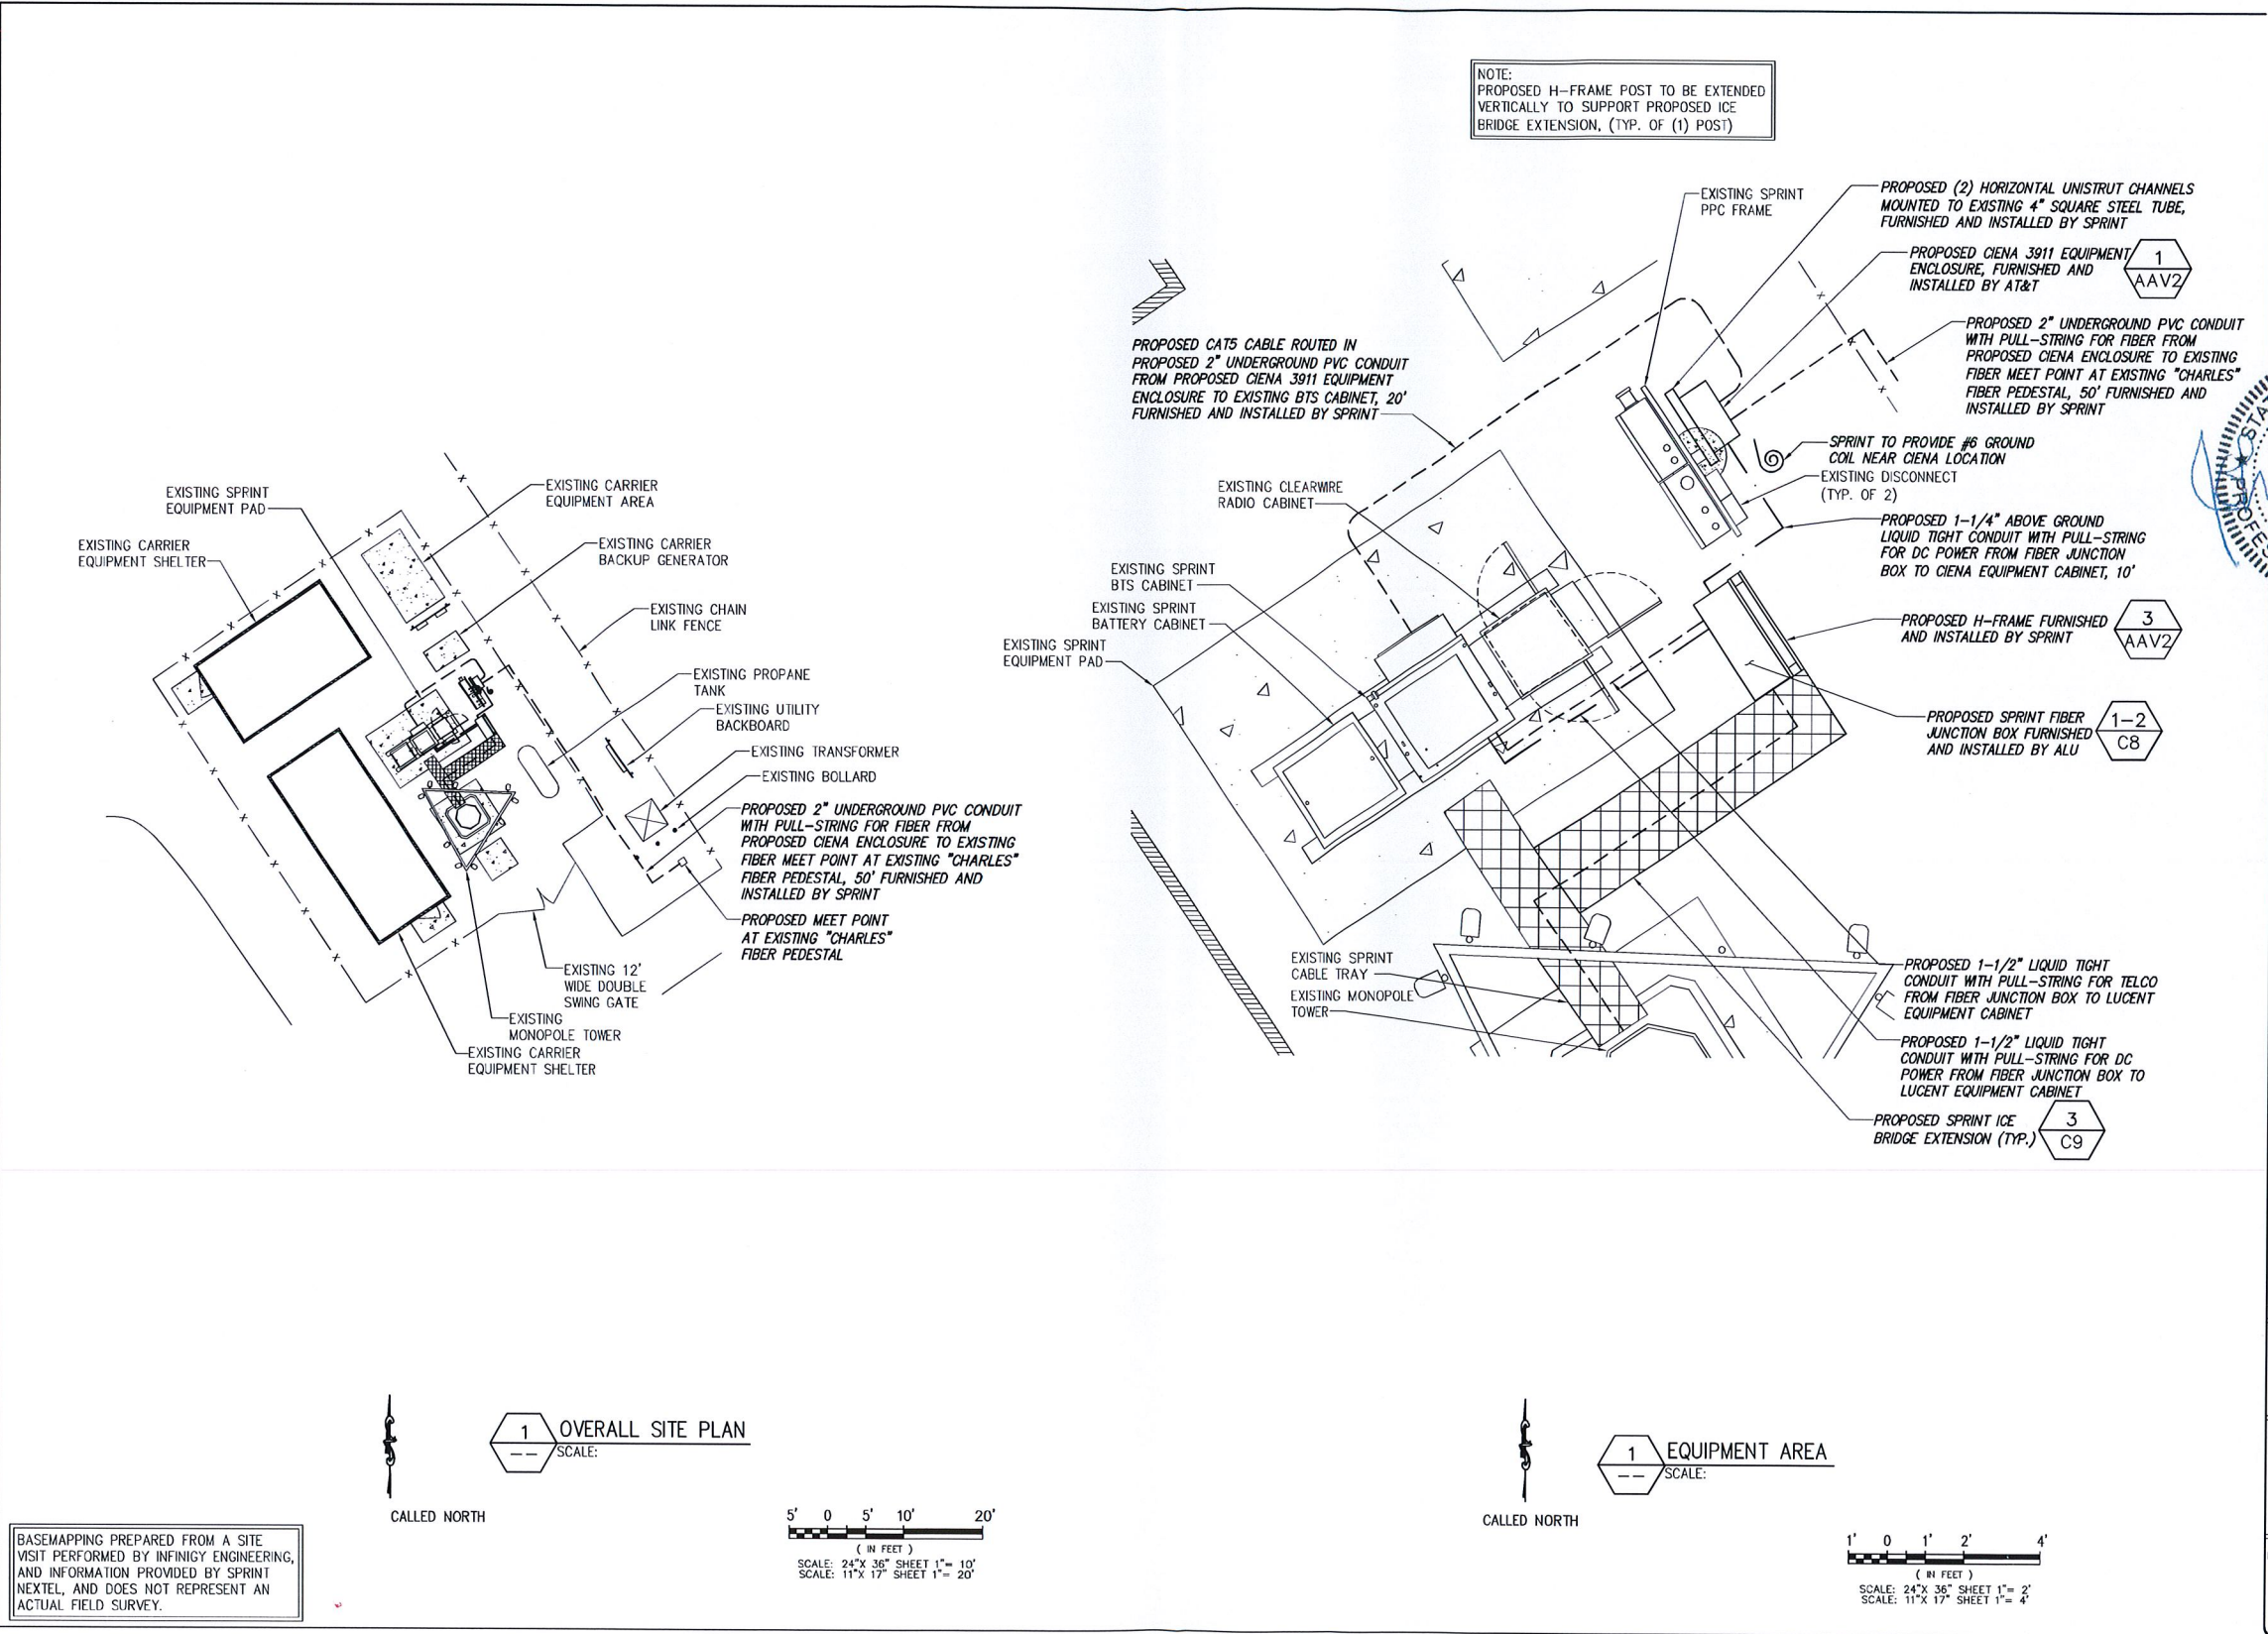 NOTE:
PROPOSED H-FRAME POST TO BE EXTENDED
VERTICALLY TO SUPPORT PROPOSED ICE
BRIDGE EXTENSION, (TYP. OF (1) POST)
EXISTING SPRINT
EQUIPMENT PAD
EXISTING CARRIER
EQUIPMENT SHELTER
EXISTING CARRIER
EQUIPMENT AREA
EXISTING CARRIER
BACKUP GENERATOR
EXISTING CHAIN
LINK FENCE
EXISTING PROPANE
TANK
EXISTING UTILITY
BACKBOARD
EXISTING TRANSFORMER
EXISTING BOLLARD
PROPOSED 2" UNDERGROUND PVC CONDUIT
WITH PULL-STRING FOR FIBER FROM
PROPOSED CIENA ENCLOSURE TO EXISTING
FIBER MEET POINT AT EXISTING "CHARLES"
FIBER PEDESTAL, 50' FURNISHED AND
INSTALLED BY SPRINT
PROPOSED MEET POINT
AT EXISTING "CHARLES"
FIBER PEDESTAL
EXISTING 12'
WIDE DOUBLE
SWING GATE
EXISTING
MONOPOLE TOWER
EXISTING CARRIER
EQUIPMENT SHELTER
EXISTING SPRINT
PPC FRAME
PROPOSED (2) HORIZONTAL UNISTRUT CHANNELS
MOUNTED TO EXISTING 4" SQUARE STEEL TUBE,
FURNISHED AND INSTALLED BY SPRINT
PROPOSED CIENA 3911 EQUIPMENT
ENCLOSURE, FURNISHED AND
INSTALLED BY AT&T
1
AAV2
PROPOSED 2" UNDERGROUND PVC CONDUIT
WITH PULL-STRING FOR FIBER FROM
PROPOSED CIENA ENCLOSURE TO EXISTING
FIBER MEET POINT AT EXISTING "CHARLES"
FIBER PEDESTAL, 50' FURNISHED AND
INSTALLED BY SPRINT
PROPOSED CAT5 CABLE ROUTED IN
PROPOSED 2" UNDERGROUND PVC CONDUIT
FROM PROPOSED CIENA 3911 EQUIPMENT
ENCLOSURE TO EXISTING BTS CABINET, 20'
FURNISHED AND INSTALLED BY SPRINT
SPRINT TO PROVIDE #6 GROUND
COIL NEAR CIENA LOCATION
EXISTING DISCONNECT
(TYP. OF 2)
PROPOSED 1-1/4" ABOVE GROUND
LIQUID TIGHT CONDUIT WITH PULL-STRING
FOR DC POWER FROM FIBER JUNCTION
BOX TO CIENA EQUIPMENT CABINET, 10'
EXISTING CLEARWIRE
RADIO CABINET
EXISTING SPRINT
BTS CABINET
EXISTING SPRINT
BATTERY CABINET
EXISTING SPRINT
EQUIPMENT PAD
PROPOSED H-FRAME FURNISHED
AND INSTALLED BY SPRINT
3
AAV2
PROPOSED SPRINT FIBER
JUNCTION BOX FURNISHED
AND INSTALLED BY ALU
1-2
C8
EXISTING SPRINT
CABLE TRAY
EXISTING MONOPOLE
TOWER
PROPOSED 1-1/2" LIQUID TIGHT
CONDUIT WITH PULL-STRING FOR TELCO
FROM FIBER JUNCTION BOX TO LUCENT
EQUIPMENT CABINET
PROPOSED 1-1/2" LIQUID TIGHT
CONDUIT WITH PULL-STRING FOR DC
POWER FROM FIBER JUNCTION BOX TO
LUCENT EQUIPMENT CABINET
PROPOSED SPRINT ICE
BRIDGE EXTENSION (TYP.)
3
C9
CALLED NORTH
1
--
OVERALL SITE PLAN
SCALE:
5' 0 5' 10' 20'
( IN FEET )
SCALE: 24"X 36" SHEET 1"= 10'
SCALE: 11"X 17" SHEET 1"= 20'
CALLED NORTH
1
--
EQUIPMENT AREA
SCALE:
1' 0 1' 2' 4'
( IN FEET )
SCALE: 24"X 36" SHEET 1"= 2'
SCALE: 11"X 17" SHEET 1"= 4'
BASEMAPPING PREPARED FROM A SITE
VISIT PERFORMED BY INFINIGY ENGINEERING,
AND INFORMATION PROVIDED BY SPRINT
NEXTEL, AND DOES NOT REPRESENT AN
ACTUAL FIELD SURVEY.